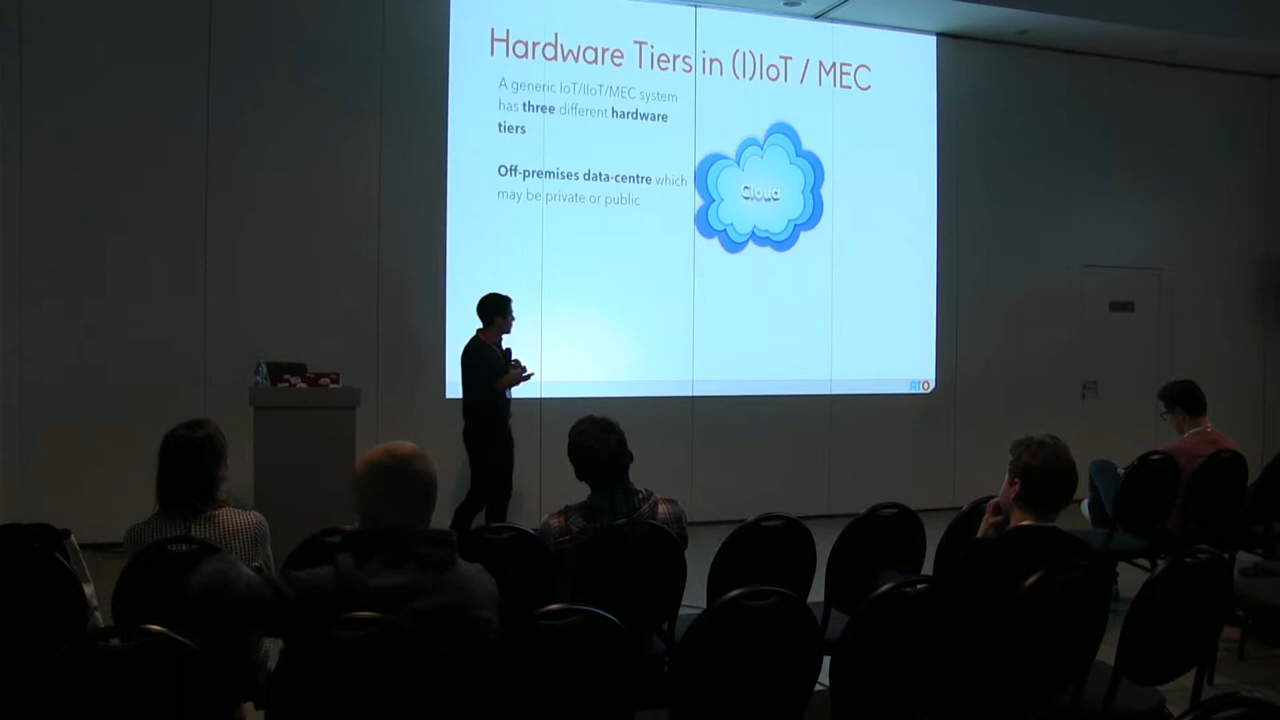 Hardware Tiers in (I)IoT / MEC
A generic IoT/IIoT/MEC system
has three different hardware
tiers
Off-premises data-centre which
may be private or public
Cloud
ATO